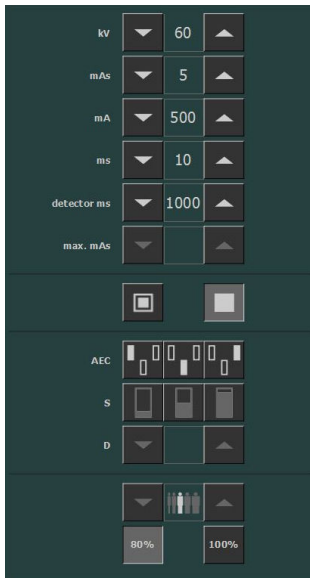 kV 60
mAs 5
mA 500
ms 10
detector ms 1000
max. mAs
AEC
S
D
80% 100%